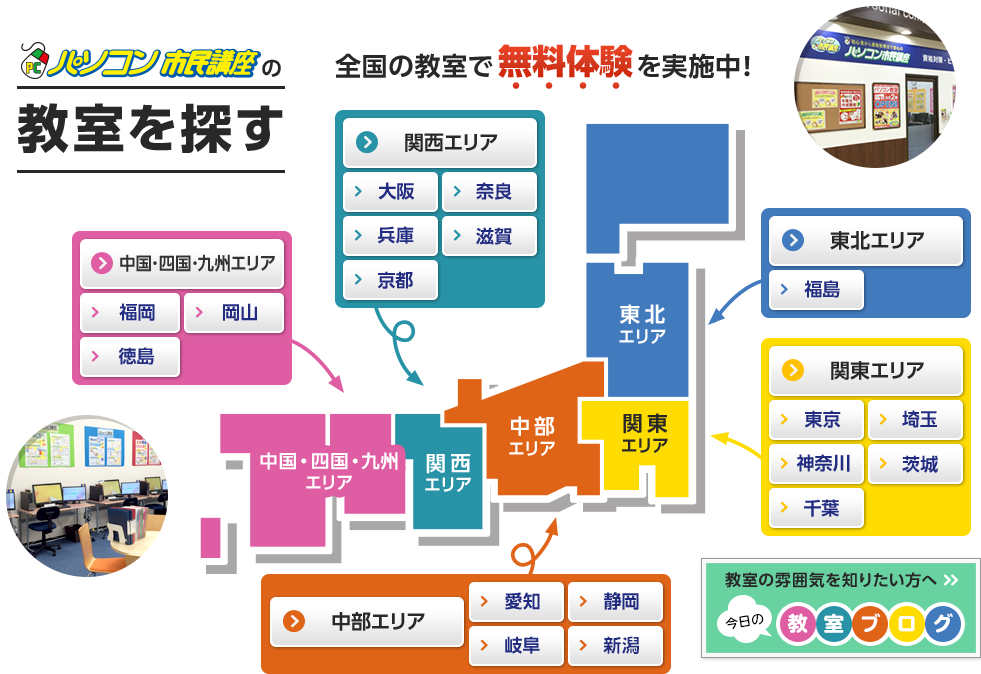 PC パソコン市民講座の
教室を探す
全国の教室で無料体験を実施中!
パソコン市民講座
関西エリア
大阪
奈良
兵庫
滋賀
京都
中国・四国・九州エリア
福岡
岡山
徳島
東北エリア
福島
関東エリア
東京
埼玉
神奈川
茨城
千葉
東北
エリア
中部
エリア
関東
エリア
中国・四国・九州
エリア
関西
エリア
中部エリア
愛知
静岡
岐阜
新潟
教室の雰囲気を知りたい方へ
今日の
教室ブログ